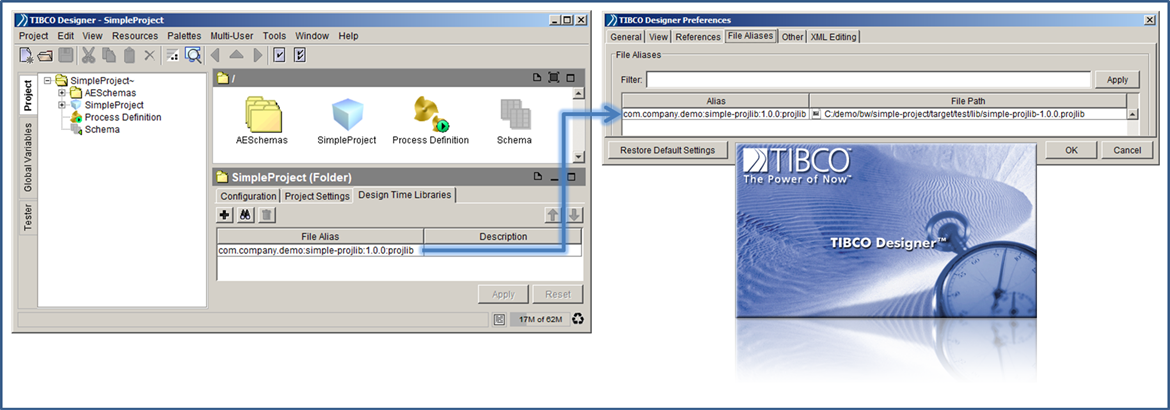 TIBCO Designer - SimpleProject
Project Edit View Resources Palettes Multi-User Tools Window Help
Project
Global Variables
Tester
SimpleProject~
AESchemas
SimpleProject
Process Definition
Schema
/
AESchemas SimpleProject Process Definition Schema
SimpleProject (Folder)
Configuration Project Settings Design Time Libraries
File Alias Description
com.company.demo:simple-projlib:1.0.0:projlib
Apply Reset
17M of 62M
TIBCO Designer Preferences
General View References File Aliases Other XML Editing
File Aliases
Filter: Apply
Alias File Path
com.company.demo:simple-projlib:1.0.0:projlib C:/demo/bw/simple-project/target/test/lib/simple-projlib-1.0.0.projlib
Restore Default Settings OK Cancel
TIBCO™
The Power of Now™
TIBCO Designer™